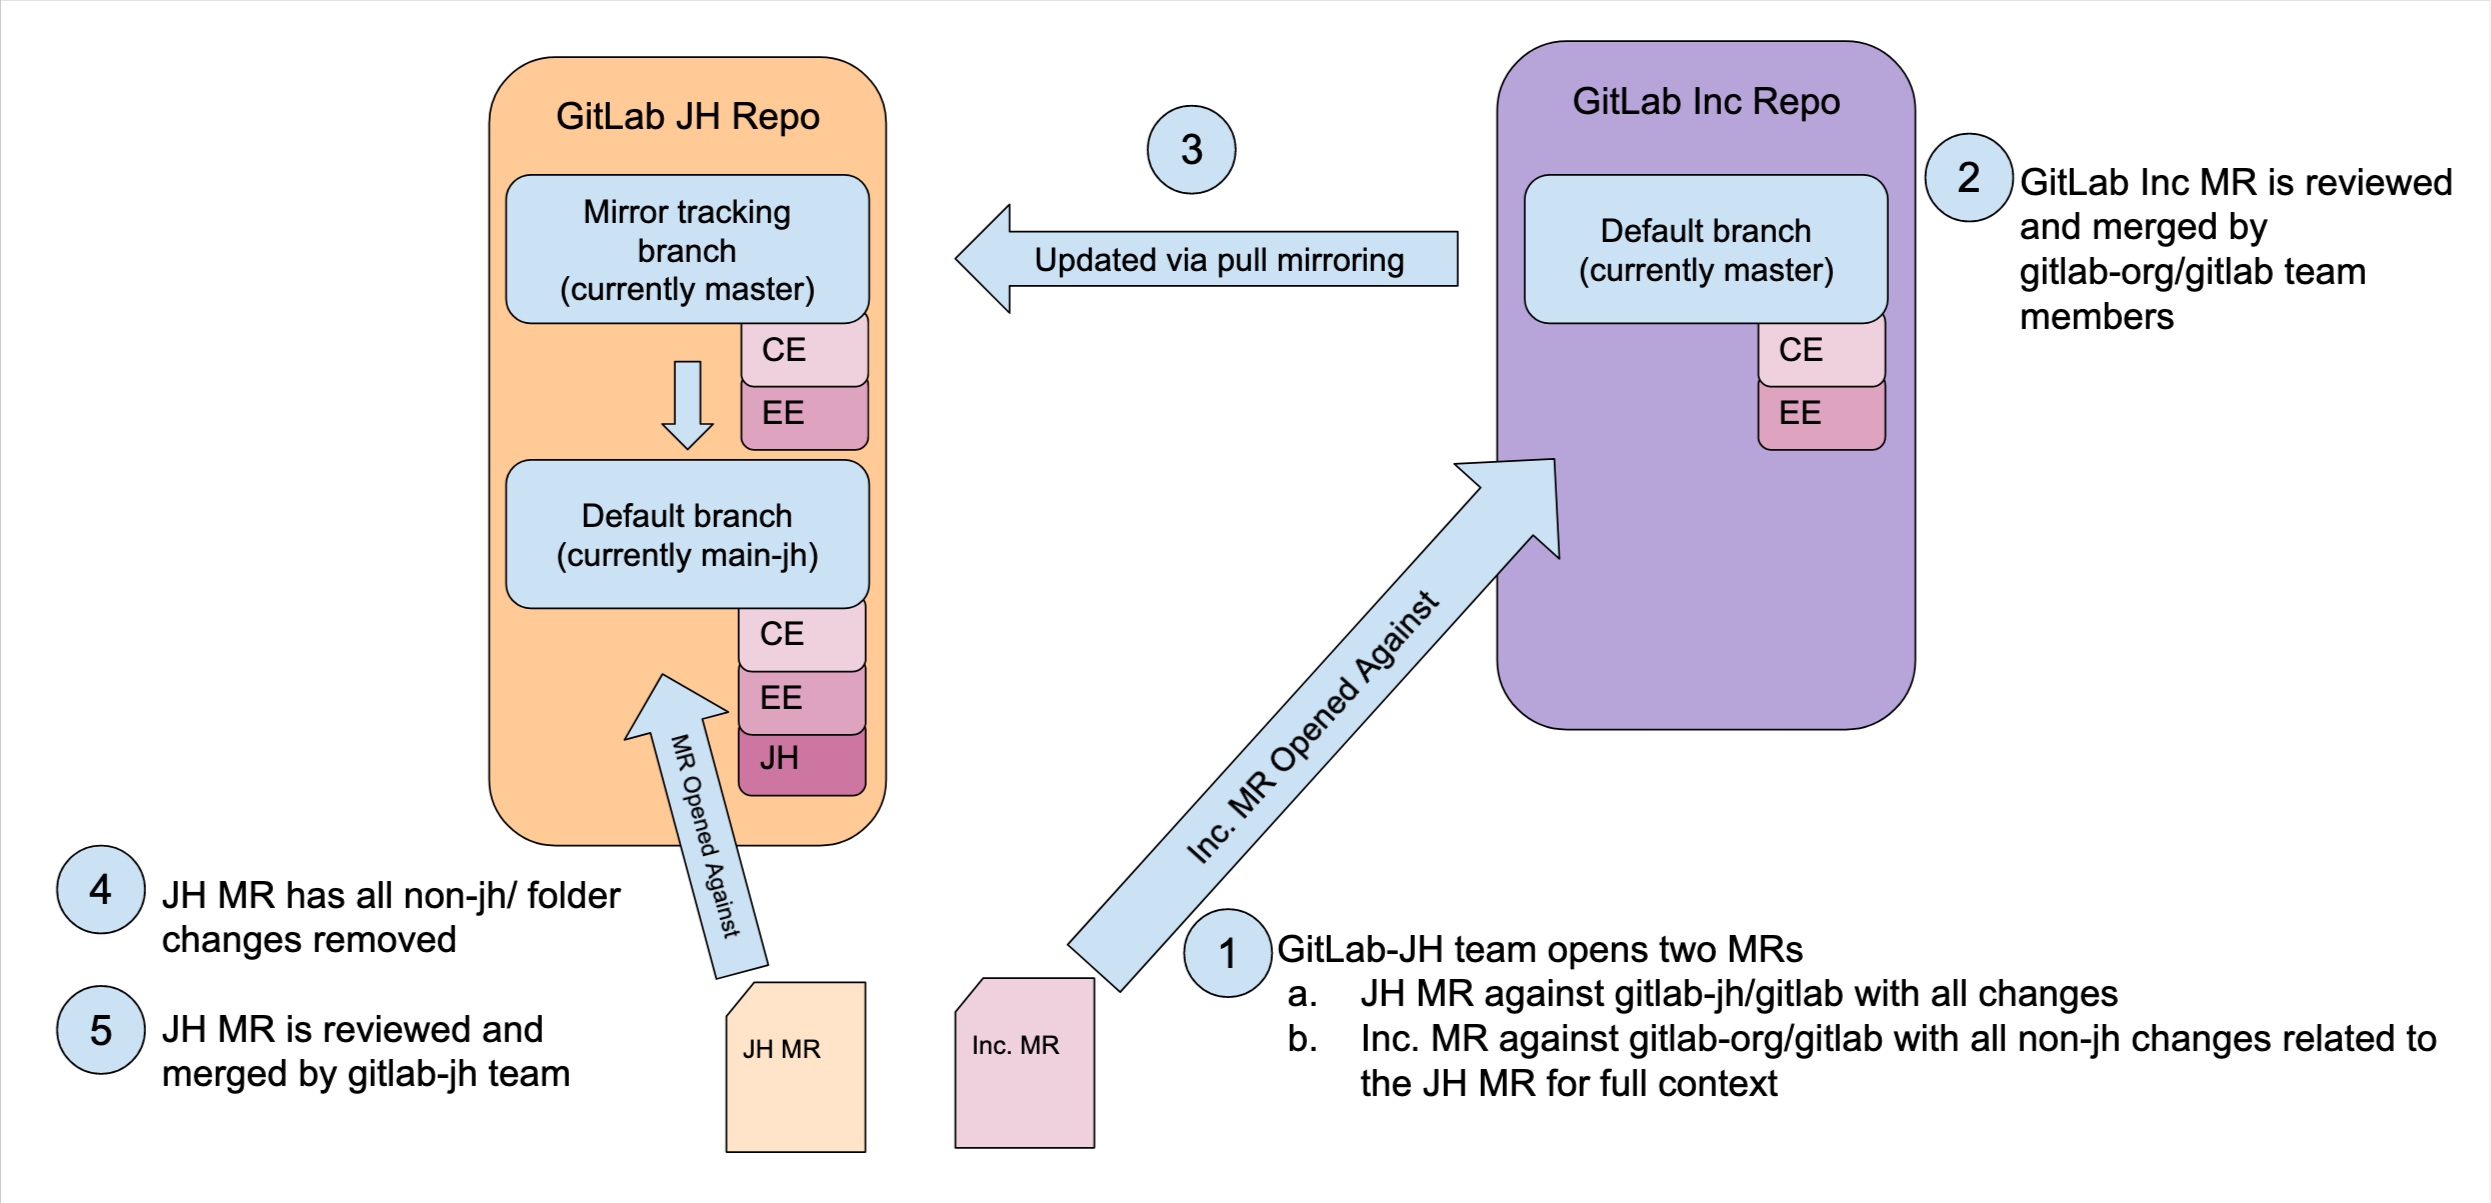 GitLab JH Repo
Mirror tracking
branch
(currently master)
CE
EE
Default branch
(currently main-jh)
CE
EE
JH
MR Opened Against
3
Updated via pull mirroring
GitLab Inc Repo
Default branch
(currently master)
CE
EE
2
GitLab Inc MR is reviewed
and merged by
gitlab-org/gitlab team
members
Inc. MR Opened Against
4
JH MR has all non-jh/ folder
changes removed
5
JH MR is reviewed and
merged by gitlab-jh team
JH MR
Inc. MR
1
GitLab-JH team opens two MRs
a. JH MR against gitlab-jh/gitlab with all changes
b. Inc. MR against gitlab-org/gitlab with all non-jh changes related to
the JH MR for full context